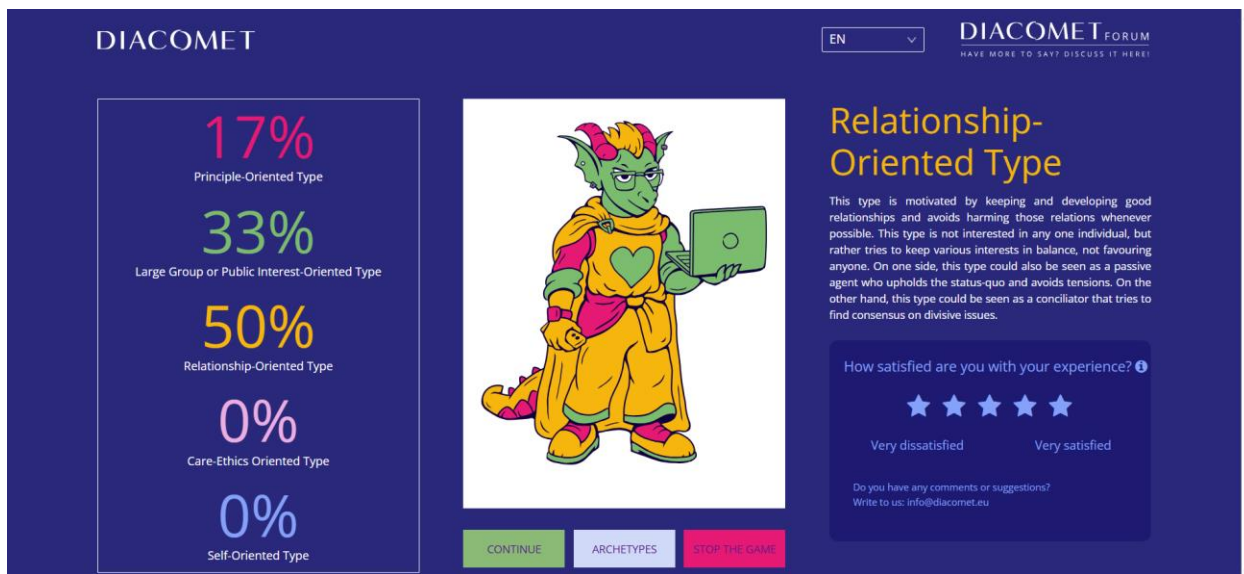 DIACOMET
EN
DIACOMET FORUM
HAVE MORE TO SAY? DISCUSS IT HERE!
17%
Principle-Oriented Type
33%
Large Group or Public Interest-Oriented Type
50%
Relationship-Oriented Type
0%
Care-Ethics Oriented Type
0%
Self-Oriented Type
CONTINUE
ARCHETYPES
STOP THE GAME
Relationship-
Oriented Type
This type is motivated by keeping and developing good
relationships and avoids harming those relations whenever
possible. This type is not interested in any one individual, but
rather tries to keep various interests in balance, not favouring
anyone. On one side, this type could also be seen as a passive
agent who upholds the status-quo and avoids tensions. On the
other hand, this type could be seen as a conciliator that tries to
find consensus on divisive issues.
How satisfied are you with your experience?
Very dissatisfied
Very satisfied
Do you have any comments or suggestions?
Write to us: info@diacomet.eu